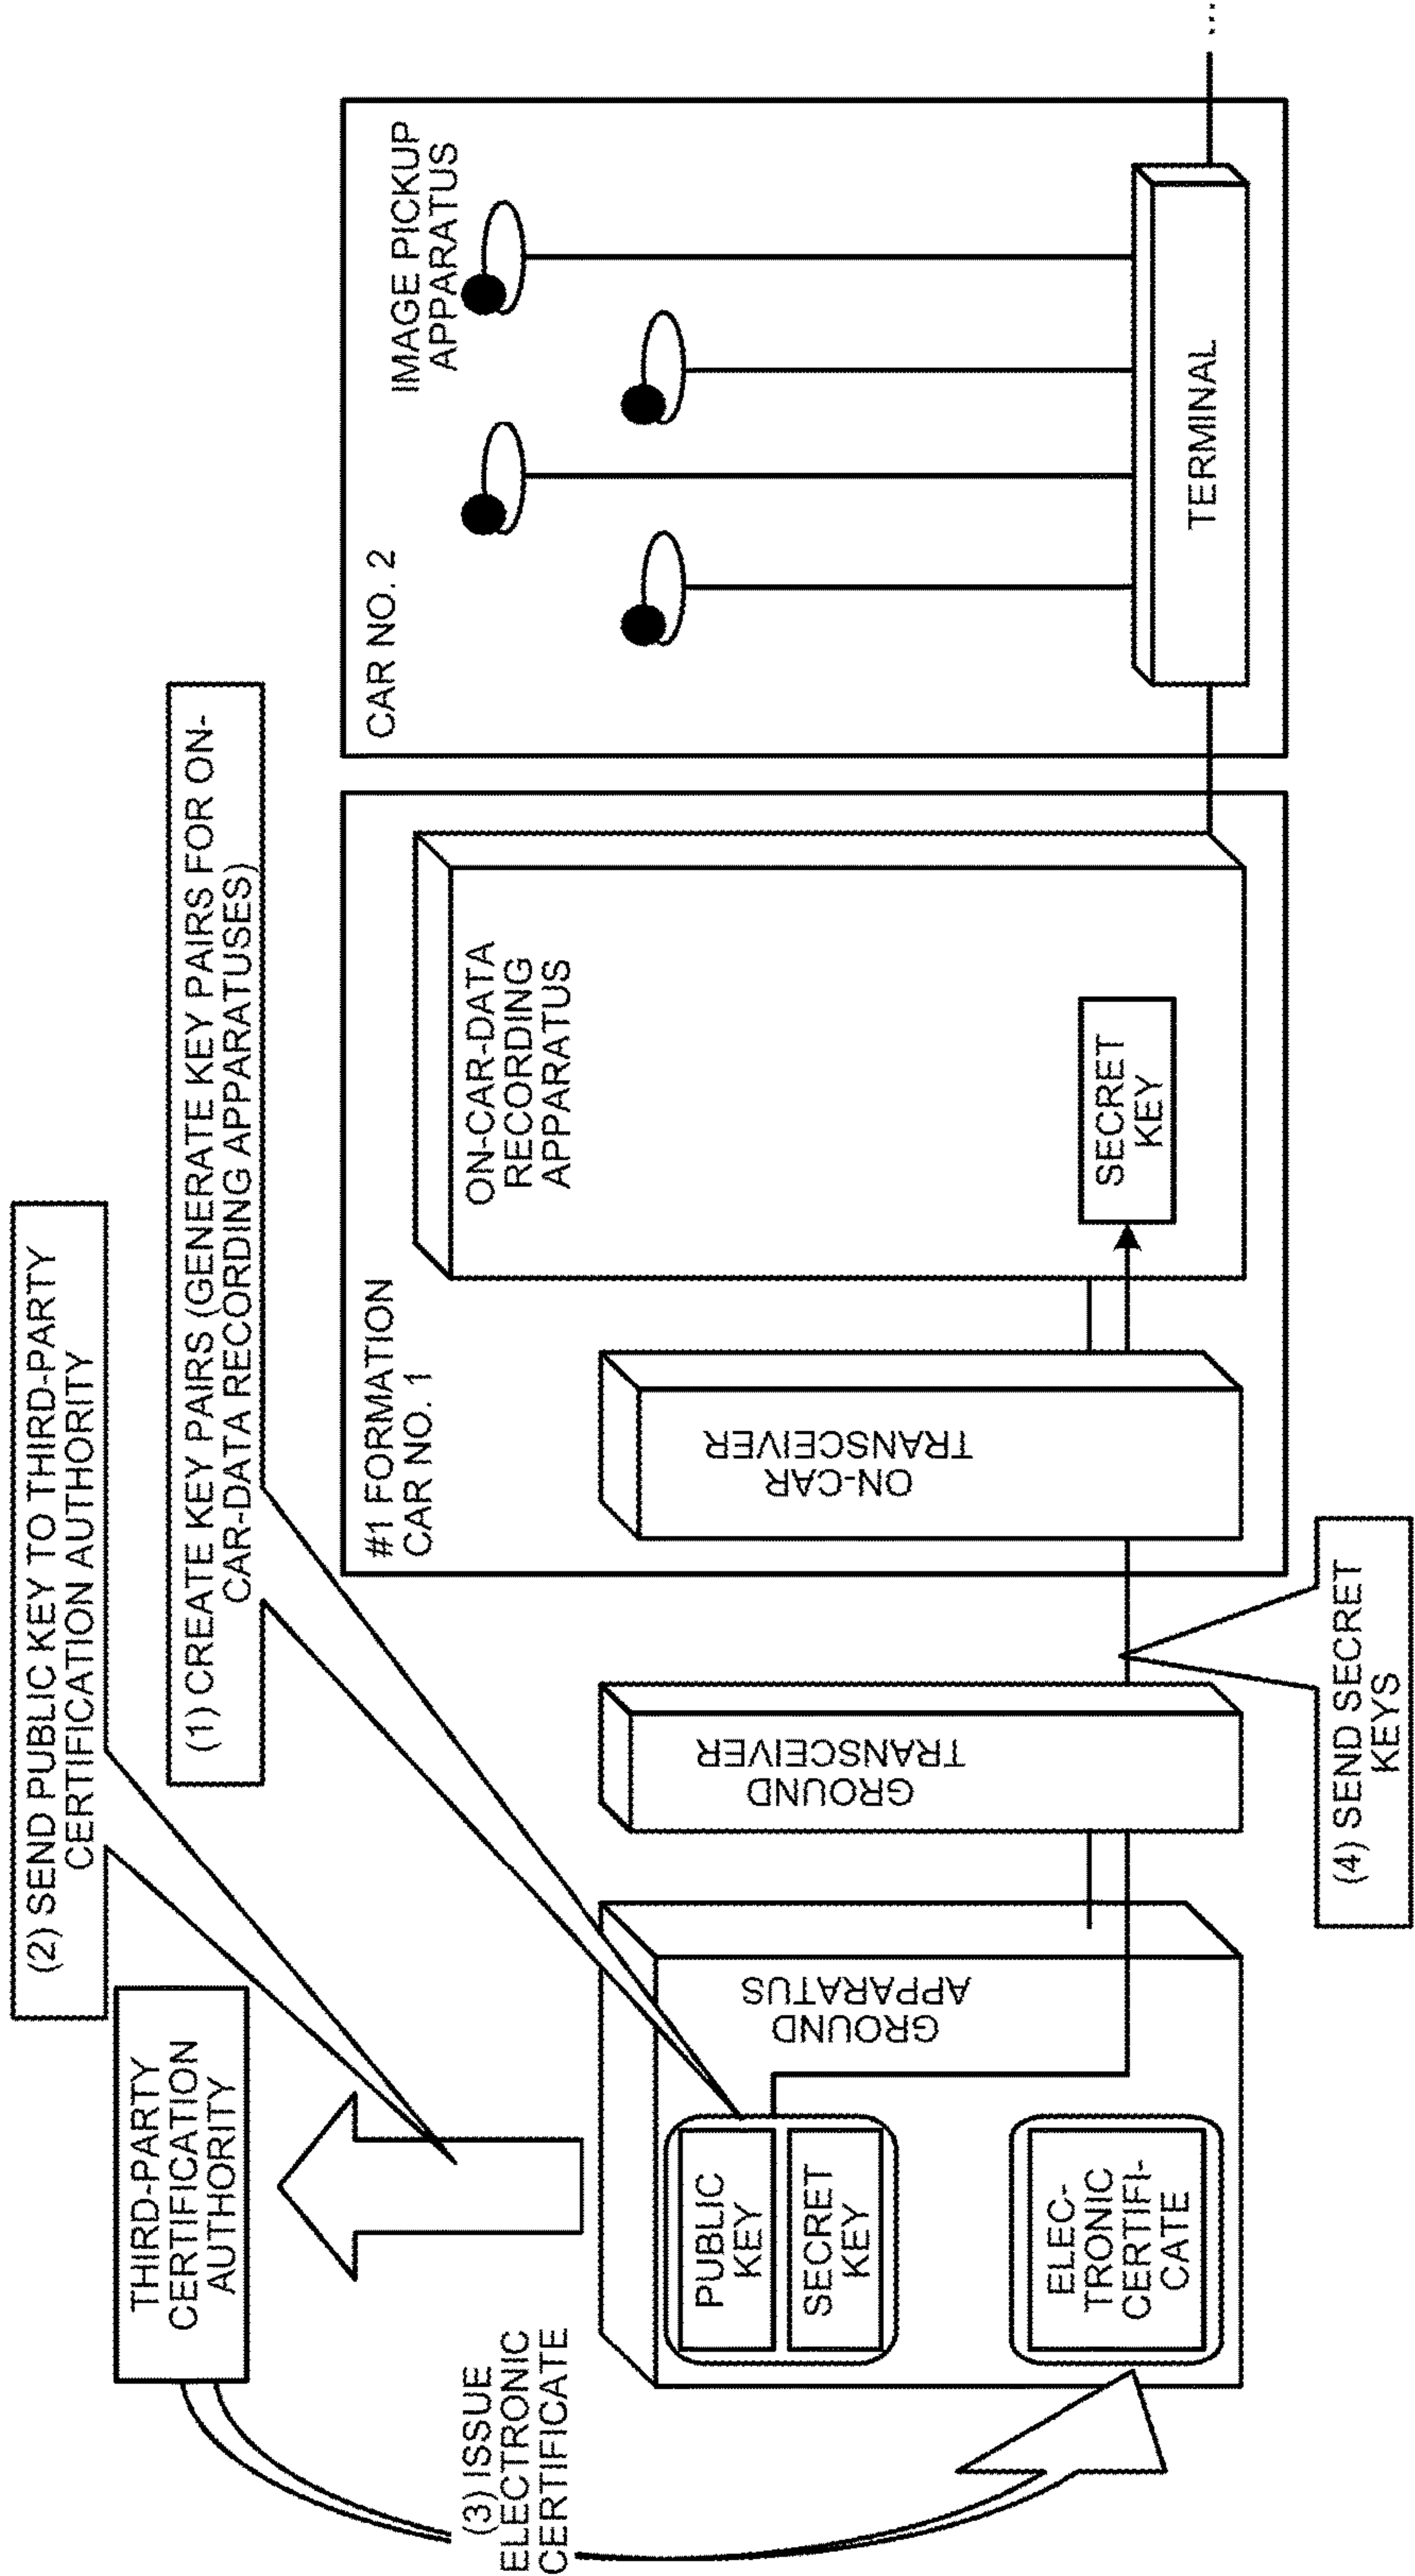 (2) SEND PUBLIC KEY TO THIRD-PARTY
CERTIFICATION AUTHORITY
(1) CREATE KEY PAIRS (GENERATE KEY PAIRS FOR ON-
CAR-DATA RECORDING APPARATUSES)
THIRD-PARTY
CERTIFICATION
AUTHORITY
(3) ISSUE
ELECTRONIC
CERTIFICATE
PUBLIC
KEY
SECRET
KEY
ELEC-
TRONIC
CERTIFI-
CATE
GROUND
APPARATUS
GROUND
TRANSCEIVER
(4) SEND SECRET
KEYS
#1 FORMATION
CAR NO. 1
ON-CAR
TRANSCEIVER
ON-CAR-DATA
RECORDING
APPARATUS
SECRET
KEY
CAR NO. 2
IMAGE PICKUP
APPARATUS
TERMINAL
...